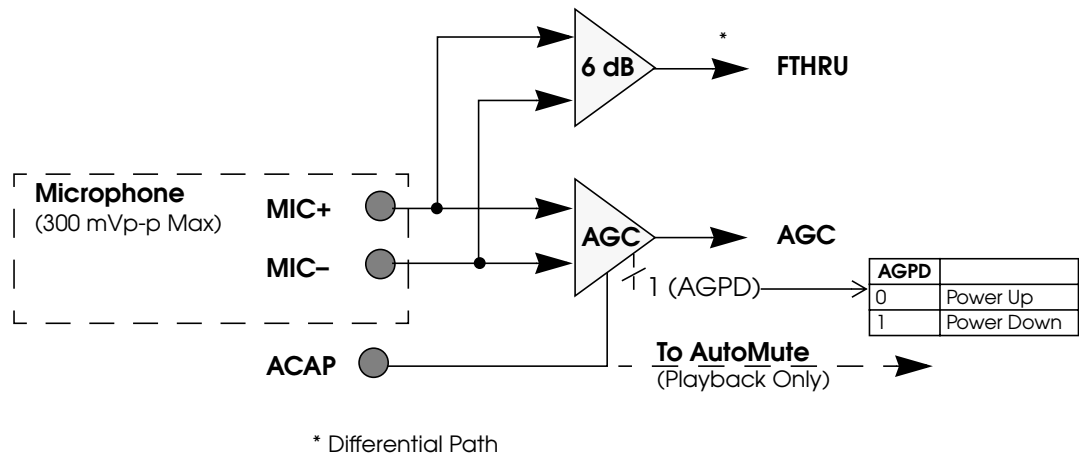 *
6 dB
FTHRU
Microphone
(300 mVp-p Max)
MIC+
MIC–
AGC
AGC
1 (AGPD)
AGPD
0 Power Up
1 Power Down
ACAP
To AutoMute
(Playback Only)
* Differential Path